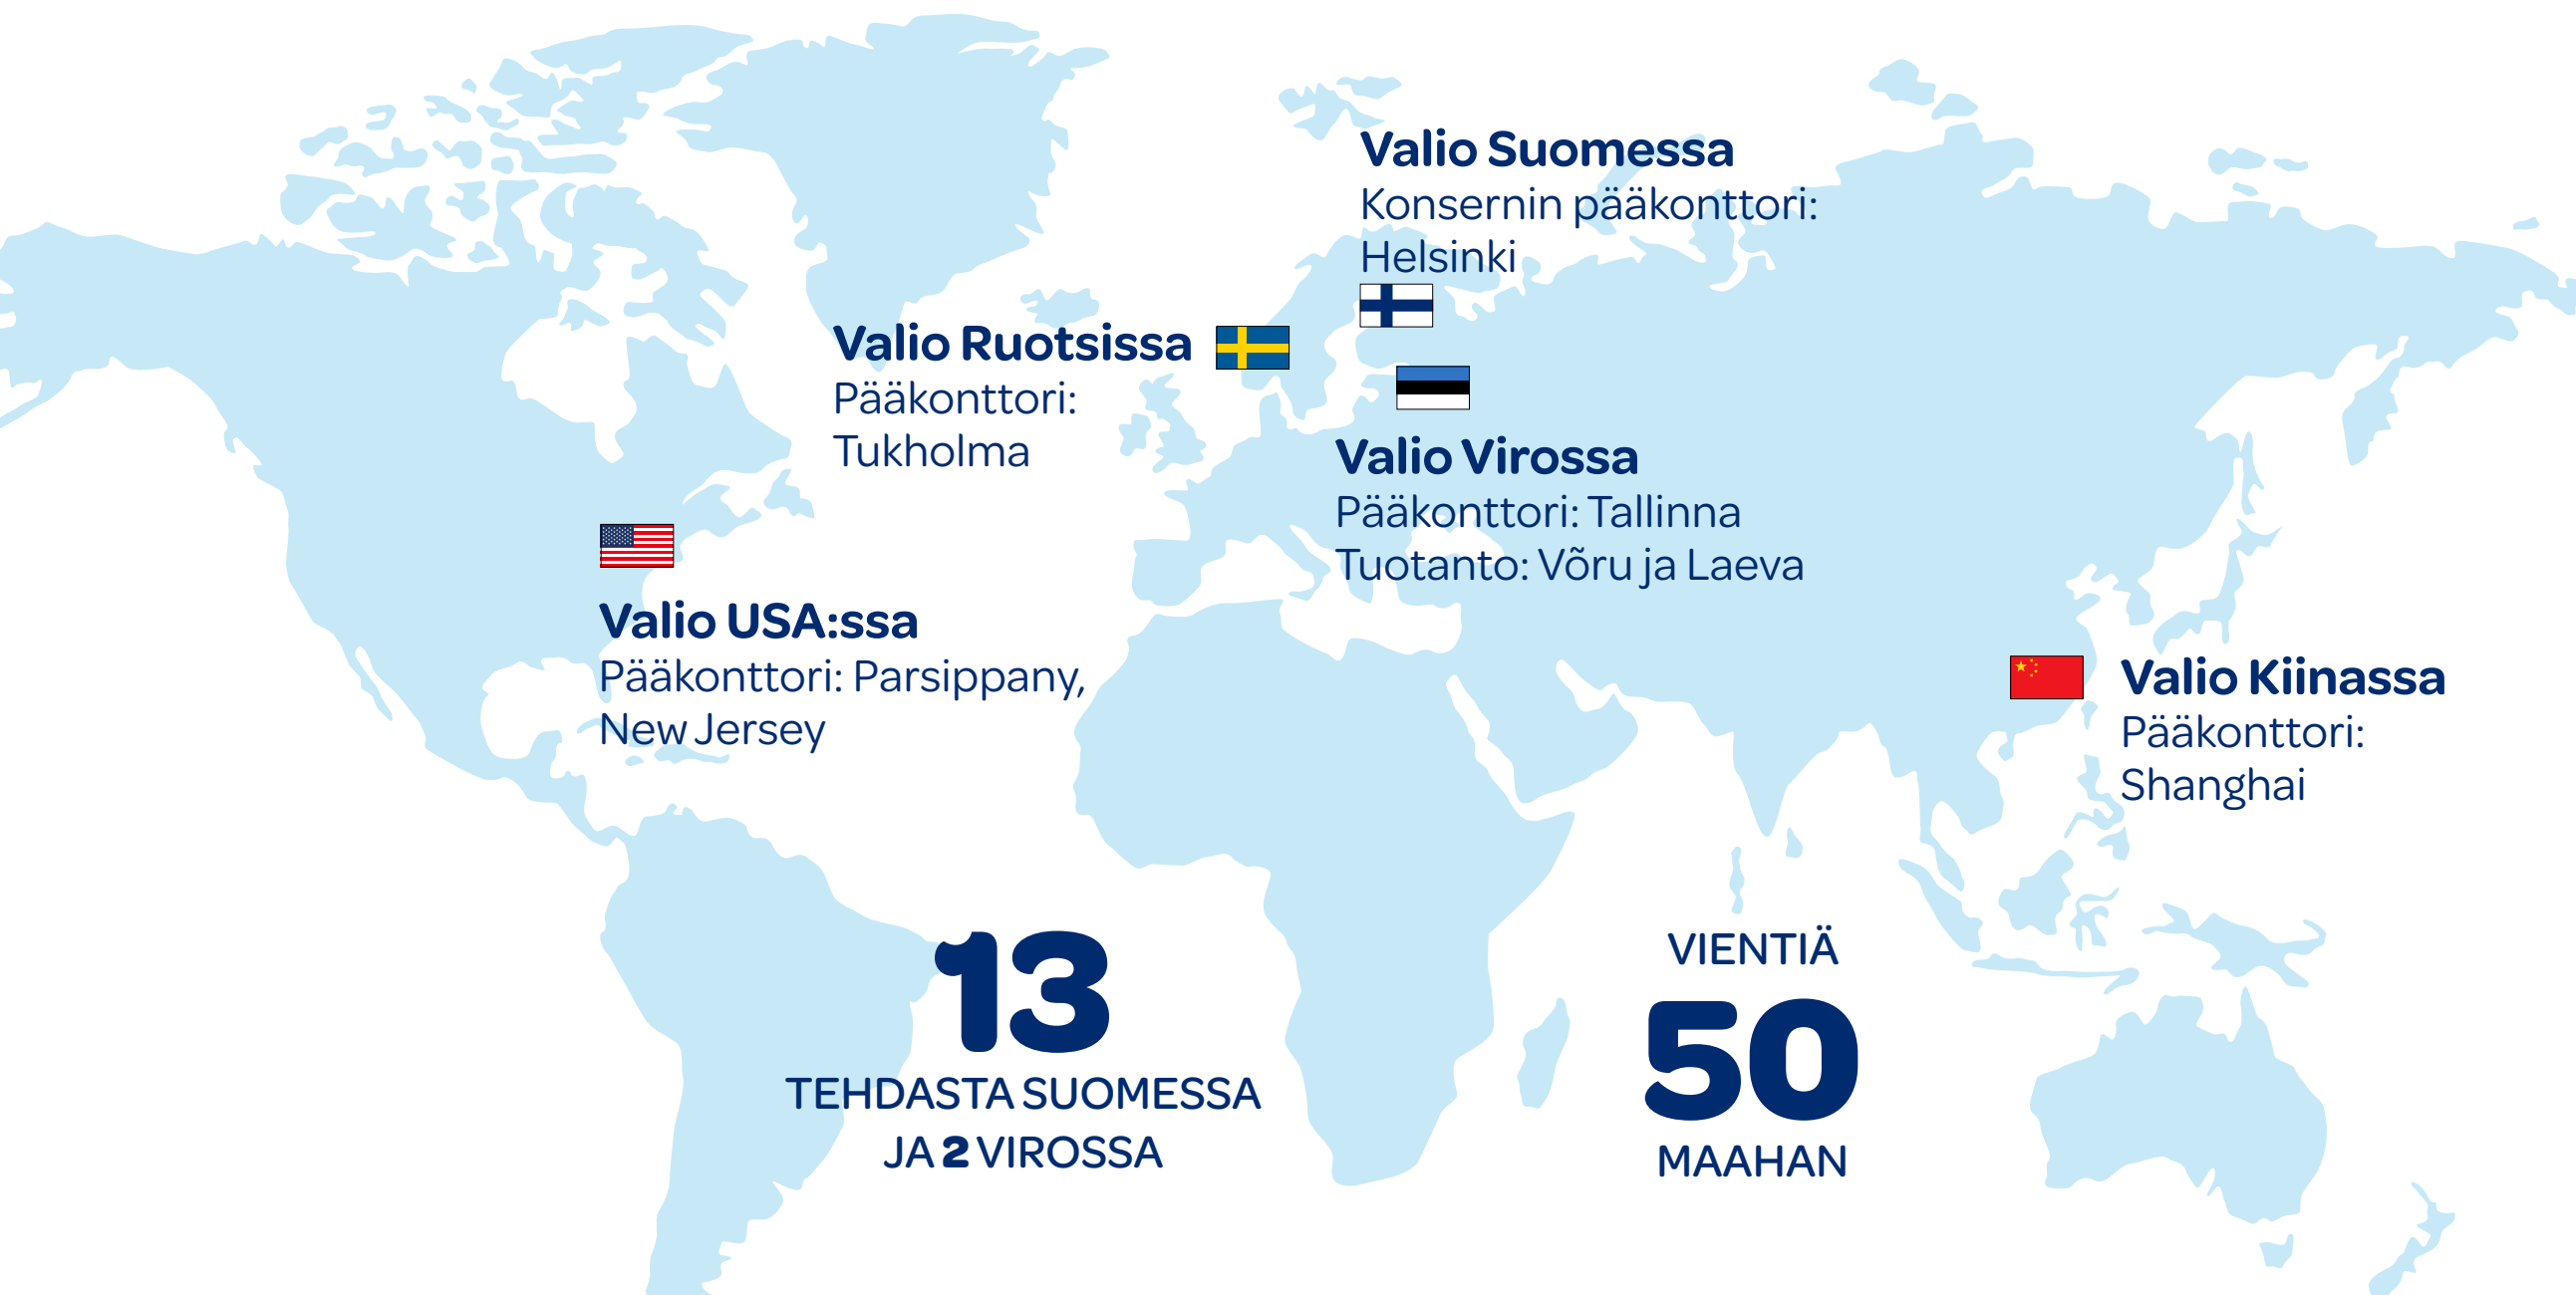 Valio Suomessa
Konsernin pääkonttori:
Helsinki
Valio Ruotsissa
Pääkonttori:
Tukholma
Valio Virossa
Pääkonttori: Tallinna
Tuotanto: Võru ja Laeva
Valio USA:ssa
Pääkonttori: Parsippany,
New Jersey
Valio Kiinassa
Pääkonttori:
Shanghai
13
TEHDASTA SUOMESSA
JA 2 VIROSSA
VIENTIÄ
50
MAAHAN